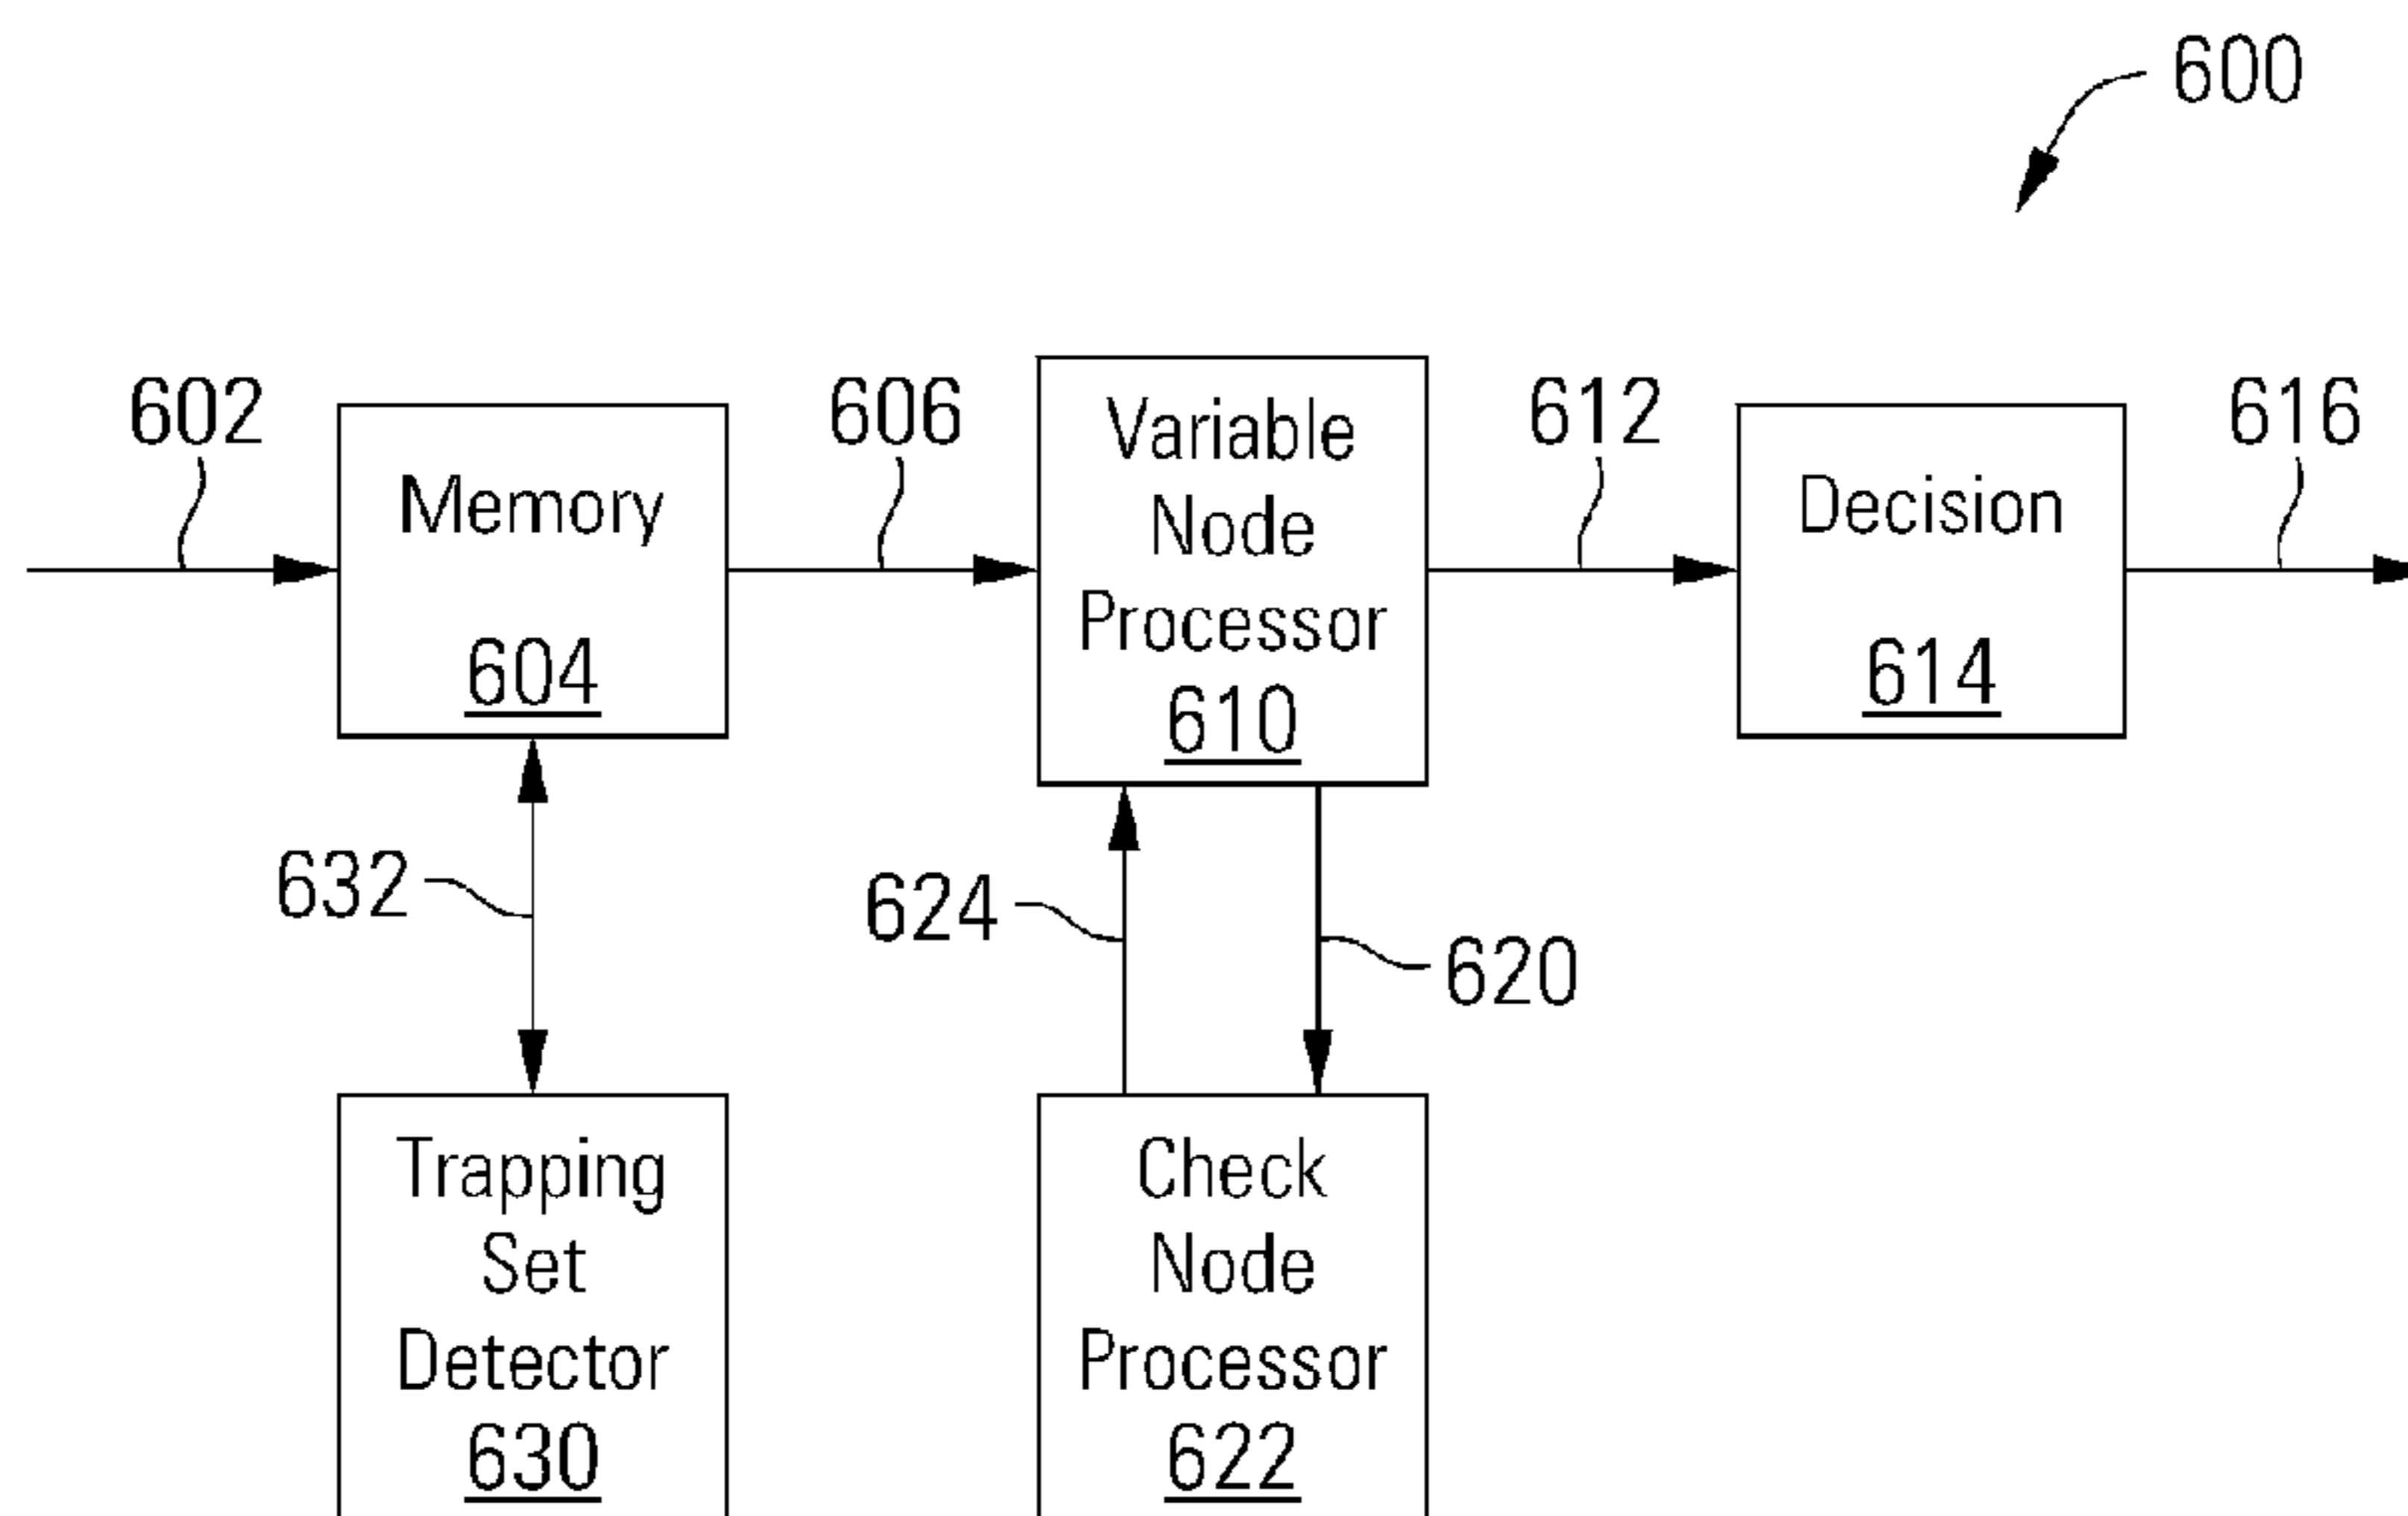 600
602
606
612
616
Memory
604
Variable
Node
Processor
610
Decision
614
632
624
620
Trapping
Set
Detector
630
Check
Node
Processor
622